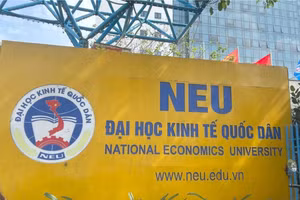 ĐẠI HỌC KINH TẾ QUỐC DÂN
NEU
NEU
ĐẠI HỌC KINH TẾ QUỐC DÂN
NATIONAL ECONOMICS UNIVERSITY
www.neu.edu.vn